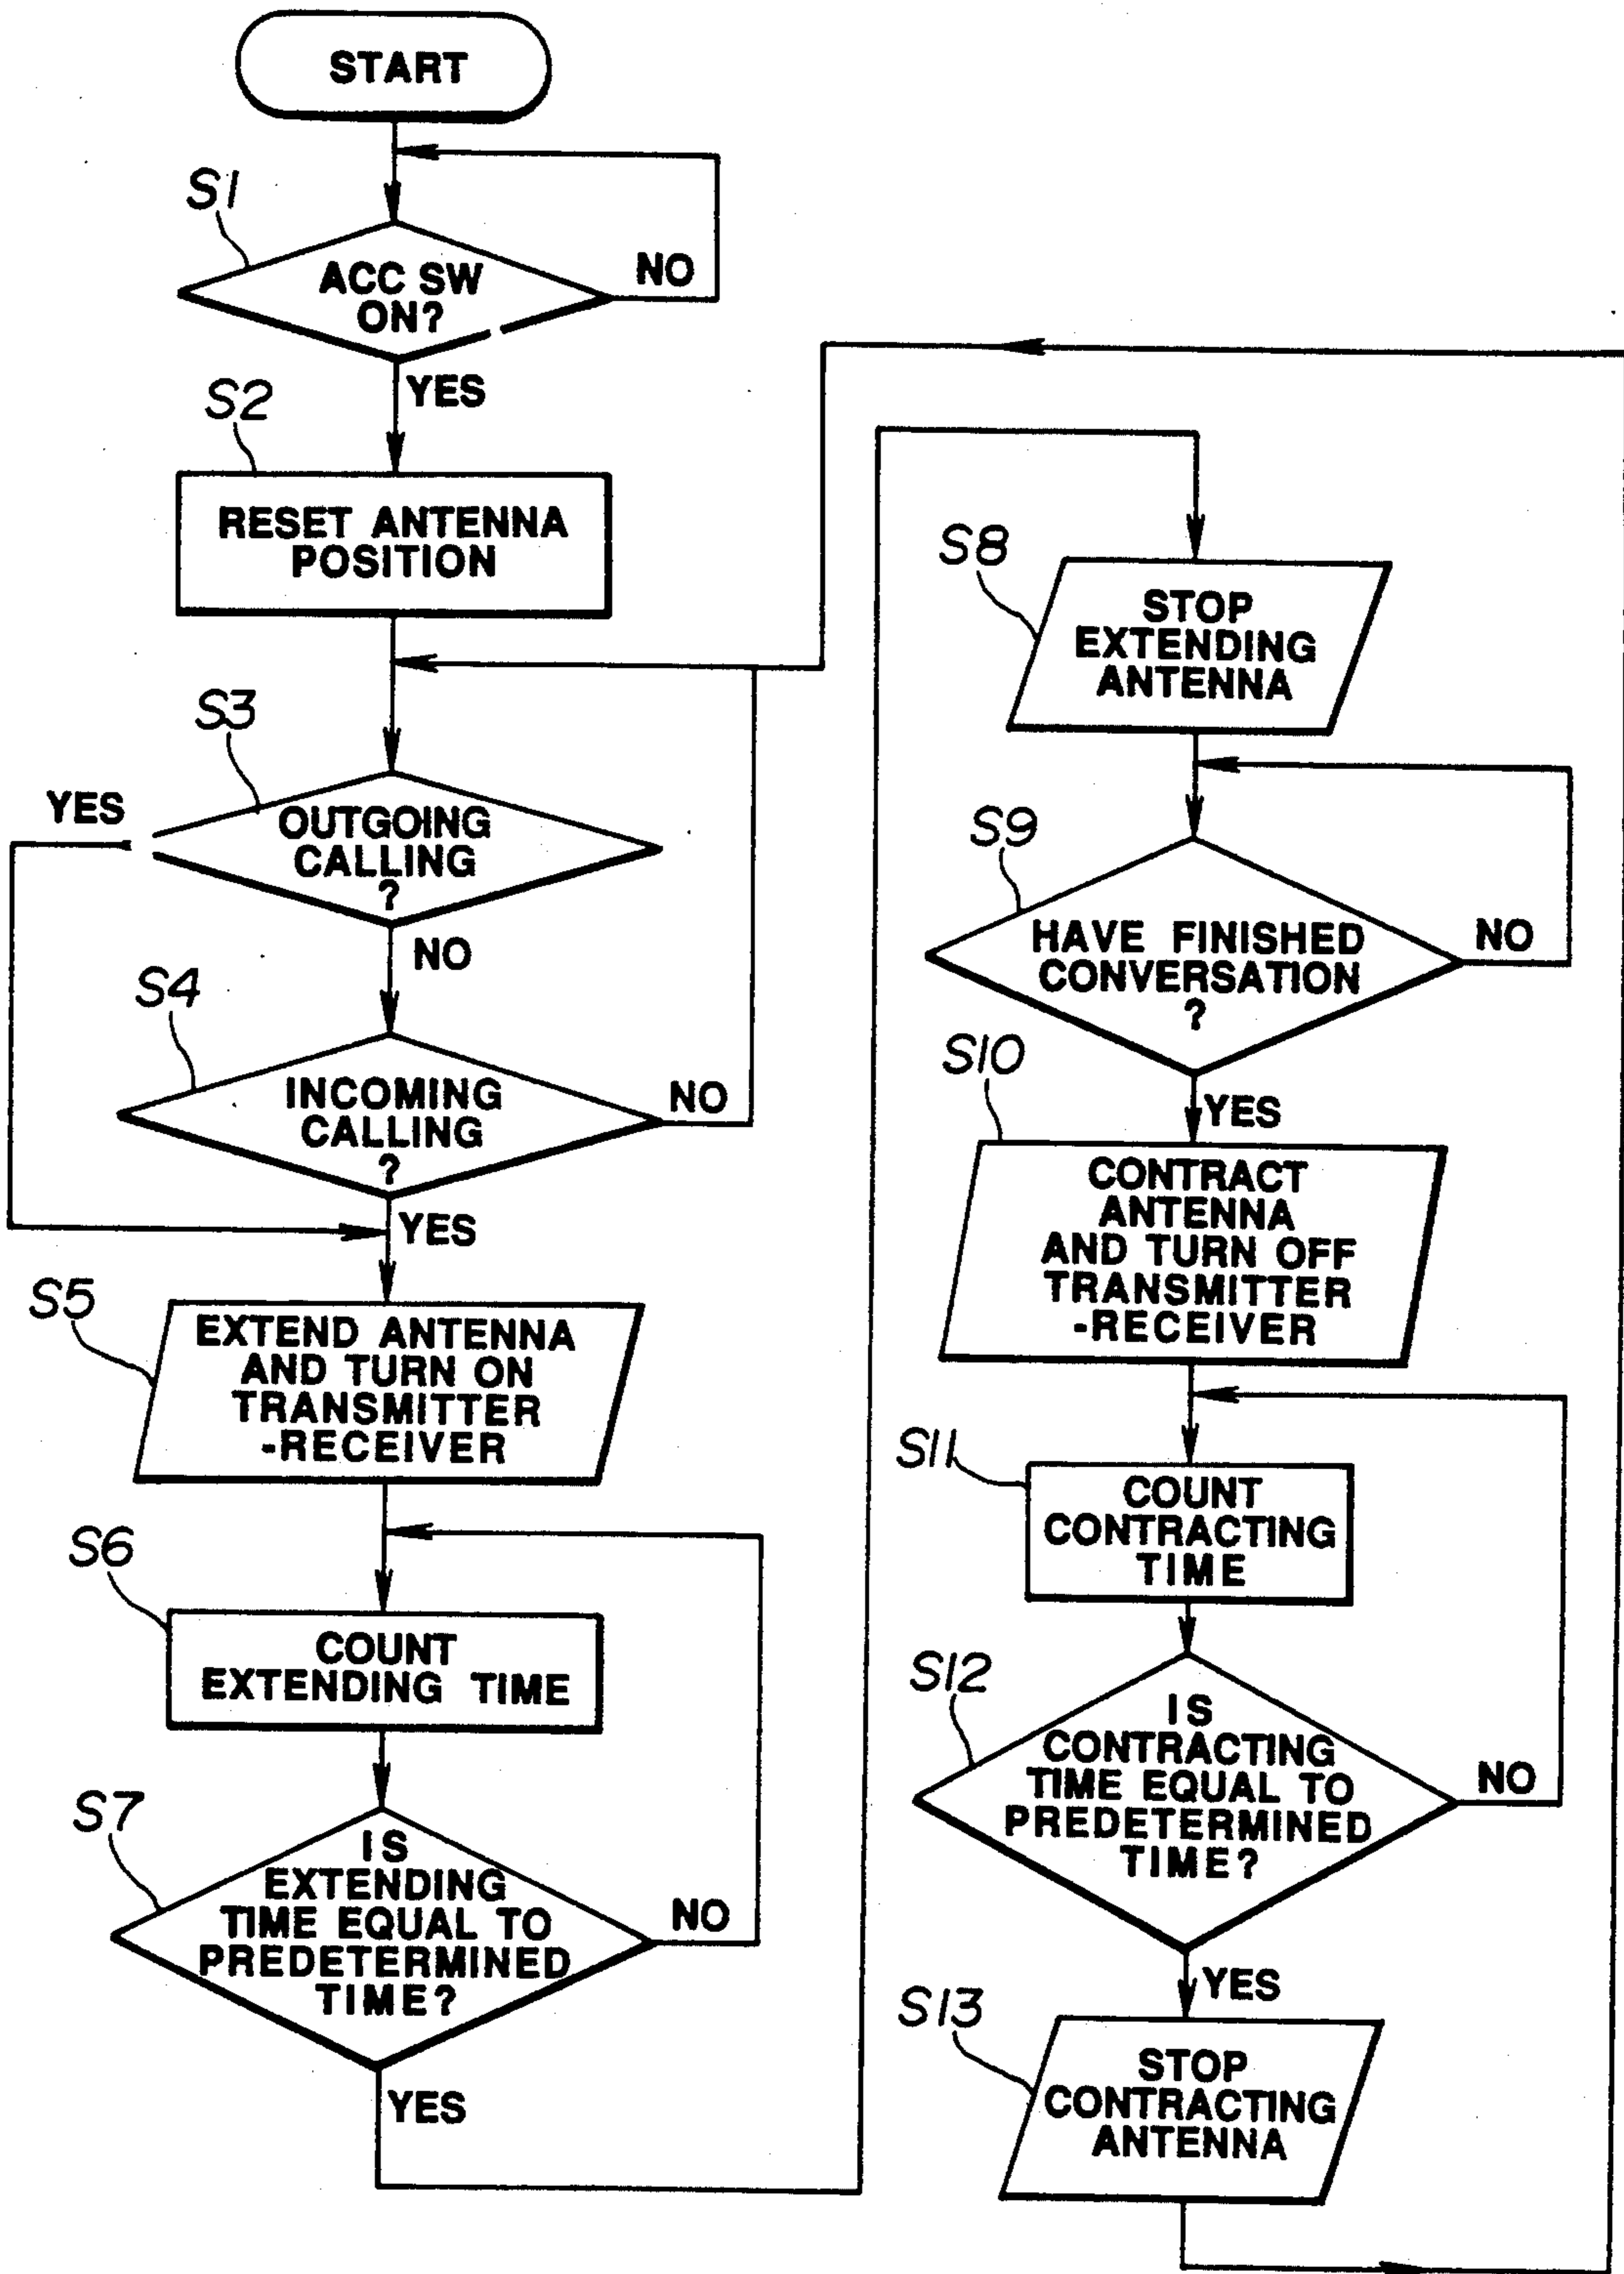 START
S1
ACC SW
ON?
NO
YES
S2
RESET ANTENNA
POSITION
S3
YES
OUTGOING
CALLING
?
NO
S4
INCOMING
CALLING
?
NO
YES
S5
EXTEND ANTENNA
AND TURN ON
TRANSMITTER
-RECEIVER
S6
COUNT
EXTENDING TIME
S7
IS
EXTENDING
TIME EQUAL TO
PREDETERMINED
TIME?
NO
YES
S8
STOP
EXTENDING
ANTENNA
S9
HAVE FINISHED
CONVERSATION
?
NO
S10
YES
CONTRACT
ANTENNA
AND TURN OFF
TRANSMITTER
-RECEIVER
S11
COUNT
CONTRACTING
TIME
S12
IS
CONTRACTING
TIME EQUAL TO
PREDETERMINED
TIME?
NO
YES
S13
STOP
CONTRACTING
ANTENNA